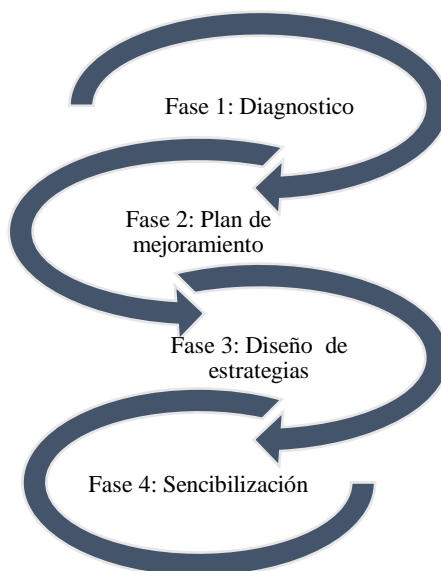 Fase 1: Diagnostico
Fase 2: Plan de
mejoramiento
Fase 3: Diseño de
estrategias
Fase 4: Sencibilización